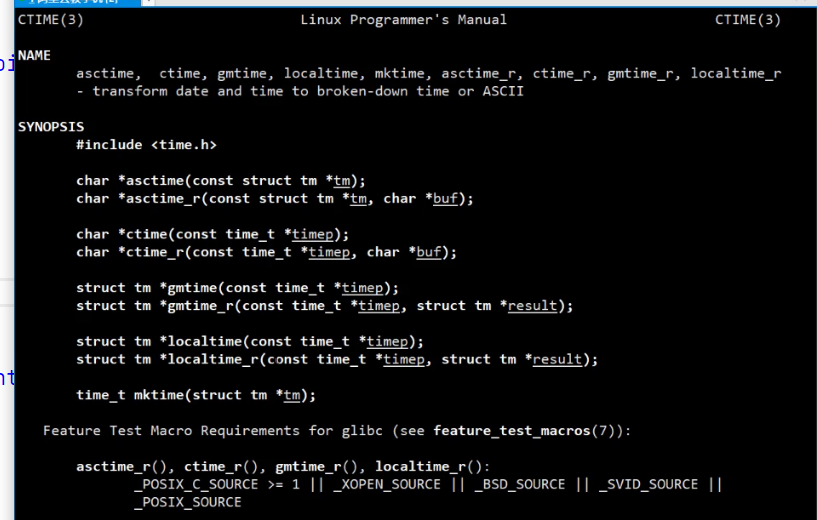 CTIME(3) Linux Programmer's Manual CTIME(3)
NAME
asctime, ctime, gmtime, localtime, mktime, asctime_r, ctime_r, gmtime_r, localtime_r
- transform date and time to broken-down time or ASCII
SYNOPSIS
#include <time.h>
char *asctime(const struct tm *tm);
char *asctime_r(const struct tm *tm, char *buf);
char *ctime(const time_t *timep);
char *ctime_r(const time_t *timep, char *buf);
struct tm *gmtime(const time_t *timep);
struct tm *gmtime_r(const time_t *timep, struct tm *result);
struct tm *localtime(const time_t *timep);
struct tm *localtime_r(const time_t *timep, struct tm *result);
time_t mktime(struct tm *tm);
Feature Test Macro Requirements for glibc (see feature_test_macros(7)):
asctime_r(), ctime_r(), gmtime_r(), localtime_r():
_POSIX_C_SOURCE >= 1 || _XOPEN_SOURCE || _BSD_SOURCE || _SVID_SOURCE ||
_POSIX_SOURCE